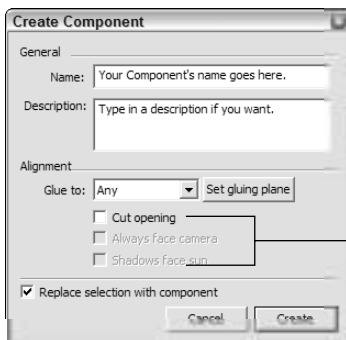 Create Component
General
Name: Your Component's name goes here.
Description: Type in a description if you want.
Alignment
Glue to: Any Set gluing plane
Cut opening
Always face camera
Shadows face sun
Replace selection with component
Cancel Create